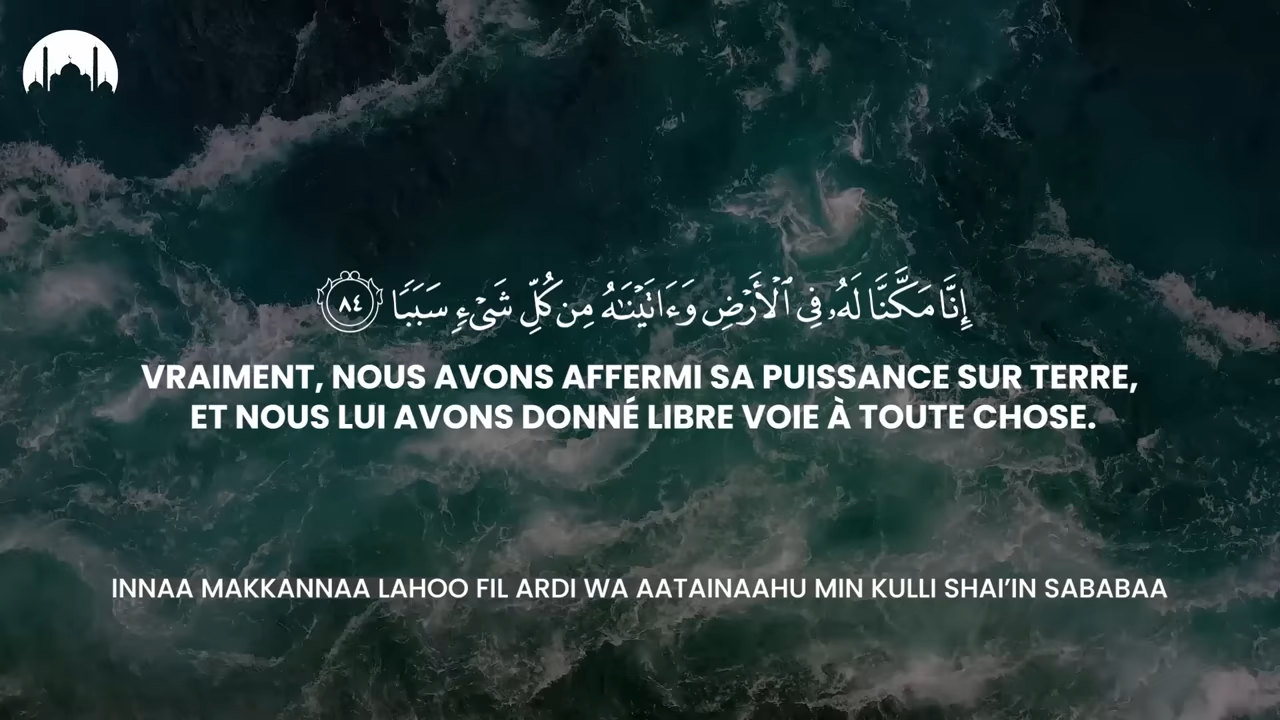 إِنَّا مَكَّنَّا لَهُۥ فِى ٱلْأَرْضِ وَءَاتَيْنَـٰهُ مِن كُلِّ شَىْءٍۢ سَبَبًۭا ٨٤
VRAIMENT, NOUS AVONS AFFERMI SA PUISSANCE SUR TERRE,
ET NOUS LUI AVONS DONNÉ LIBRE VOIE À TOUTE CHOSE.
INNAA MAKKANNAA LAHOO FIL ARDI WA AATAINAAHU MIN KULLI SHAI’IN SABABAA